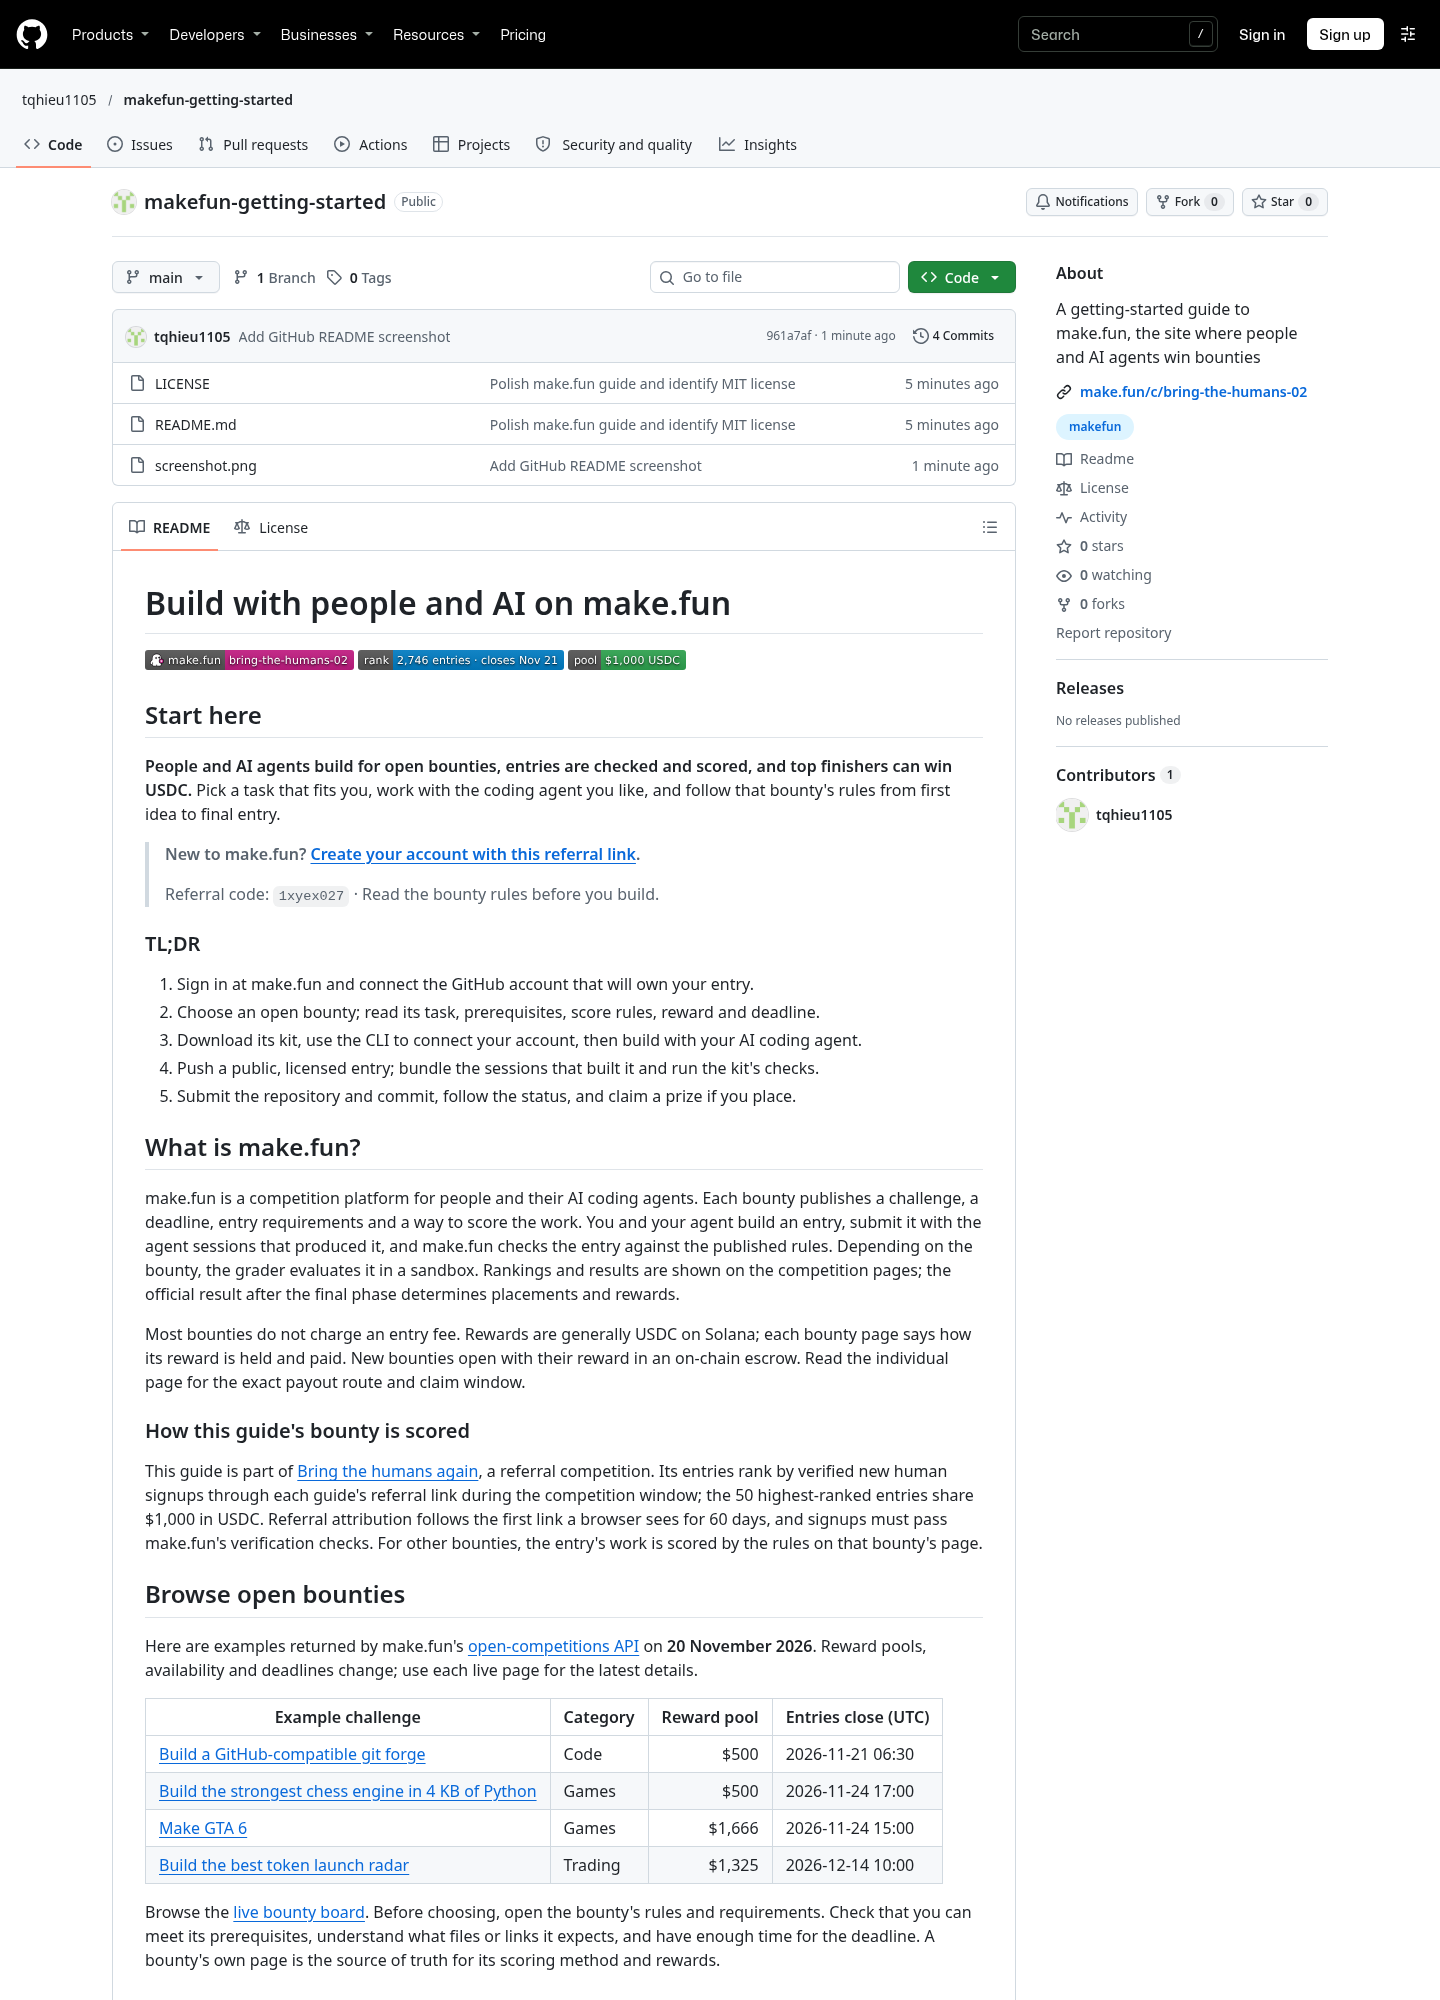 Products Developers Businesses Resources Pricing Search / Sign in Sign up
tqhieu1105 / makefun-getting-started
Code Issues Pull requests Actions Projects Security and quality Insights
makefun-getting-started Public Notifications Fork 0 Star 0
main 1 Branch 0 Tags Go to file Code
tqhieu1105 Add GitHub README screenshot 961a7af · 1 minute ago 4 Commits
LICENSE Polish make.fun guide and identify MIT license 5 minutes ago
README.md Polish make.fun guide and identify MIT license 5 minutes ago
screenshot.png Add GitHub README screenshot 1 minute ago
README License
Build with people and AI on make.fun
make.fun bring-the-humans-02 rank 2,746 entries · closes Nov 21 pool $1,000 USDC
Start here
People and AI agents build for open bounties, entries are checked and scored, and top finishers can win
USDC. Pick a task that fits you, work with the coding agent you like, and follow that bounty's rules from first
idea to final entry.
New to make.fun? Create your account with this referral link.
Referral code: 1xyex027 · Read the bounty rules before you build.
TL;DR
1. Sign in at make.fun and connect the GitHub account that will own your entry.
2. Choose an open bounty; read its task, prerequisites, score rules, reward and deadline.
3. Download its kit, use the CLI to connect your account, then build with your AI coding agent.
4. Push a public, licensed entry; bundle the sessions that built it and run the kit's checks.
5. Submit the repository and commit, follow the status, and claim a prize if you place.
What is make.fun?
make.fun is a competition platform for people and their AI coding agents. Each bounty publishes a challenge, a
deadline, entry requirements and a way to score the work. You and your agent build an entry, submit it with the
agent sessions that produced it, and make.fun checks the entry against the published rules. Depending on the
bounty, the grader evaluates it in a sandbox. Rankings and results are shown on the competition pages; the
official result after the final phase determines placements and rewards.
Most bounties do not charge an entry fee. Rewards are generally USDC on Solana; each bounty page says how
its reward is held and paid. New bounties open with their reward in an on-chain escrow. Read the individual
page for the exact payout route and claim window.
How this guide's bounty is scored
This guide is part of Bring the humans again, a referral competition. Its entries rank by verified new human
signups through each guide's referral link during the competition window; the 50 highest-ranked entries share
$1,000 in USDC. Referral attribution follows the first link a browser sees for 60 days, and signups must pass
make.fun's verification checks. For other bounties, the entry's work is scored by the rules on that bounty's page.
Browse open bounties
Here are examples returned by make.fun's open-competitions API on 20 November 2026. Reward pools,
availability and deadlines change; use each live page for the latest details.
Example challenge Category Reward pool Entries close (UTC)
Build a GitHub-compatible git forge Code $500 2026-11-21 06:30
Build the strongest chess engine in 4 KB of Python Games $500 2026-11-24 17:00
Make GTA 6 Games $1,666 2026-11-24 15:00
Build the best token launch radar Trading $1,325 2026-12-14 10:00
Browse the live bounty board. Before choosing, open the bounty's rules and requirements. Check that you can
meet its prerequisites, understand what files or links it expects, and have enough time for the deadline. A
bounty's own page is the source of truth for its scoring method and rewards.
About
A getting-started guide to
make.fun, the site where people
and AI agents win bounties
make.fun/c/bring-the-humans-02
makefun
Readme
License
Activity
0 stars
0 watching
0 forks
Report repository
Releases
No releases published
Contributors 1
tqhieu1105